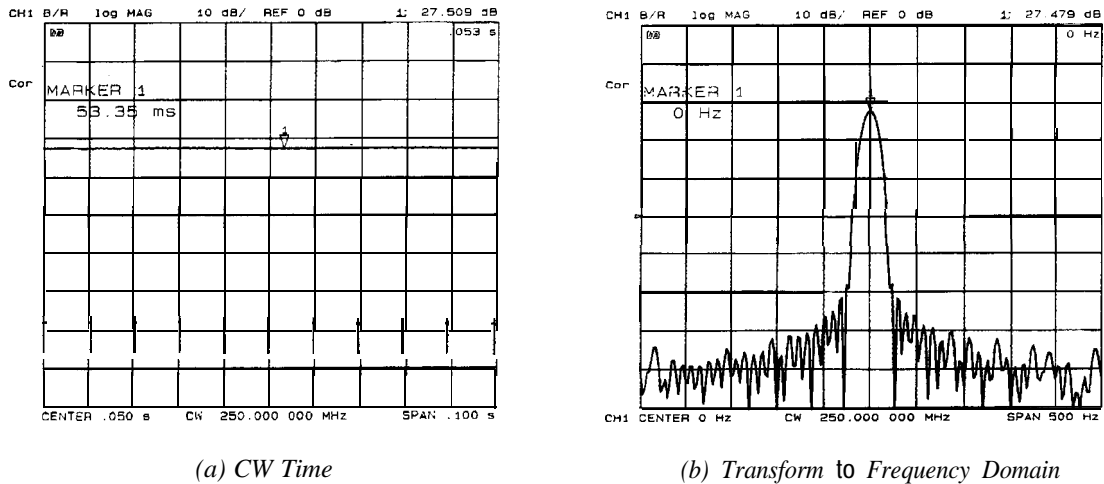 CH1 B/R log MAG 10 dB/ REF 0 dB 1: 27.509 dB
.053 s
Cor
MARKER 1
53.35 ms
1
CENTER .050 s CW 250.000 000 MHz SPAN .100 s
(a) CW Time
CH1 B/R log MAG 10 dB/ REF 0 dB 1: 27.479 dB
0 Hz
Cor
MARKER 1
0 Hz
1
CH1 CENTER 0 Hz CW 250.000 000 MHz SPAN 500 Hz
(b) Transform to Frequency Domain